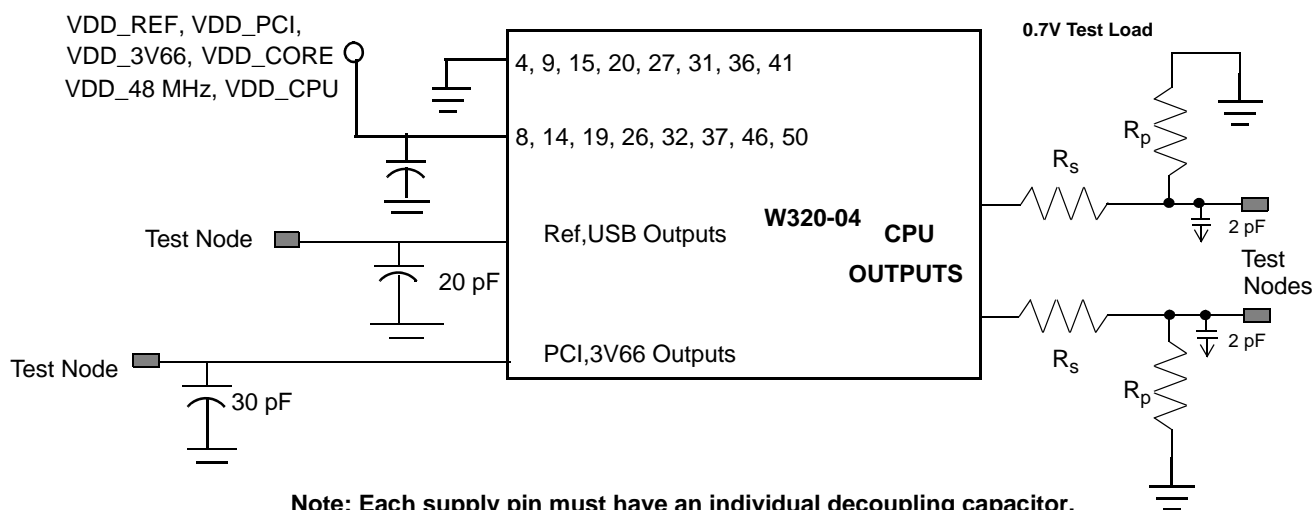 VDD_REF, VDD_PCI,
VDD_3V66, VDD_CORE
VDD_48 MHz, VDD_CPU
4, 9, 15, 20, 27, 31, 36, 41
8, 14, 19, 26, 32, 37, 46, 50
0.7V Test Load
Rp
Rs
W320-04
CPU
OUTPUTS
2 pF
Test Node
Ref,USB Outputs
20 pF
Test
Nodes
Rs
2 pF
Rp
Test Node
PCI,3V66 Outputs
30 pF
Note: Each supply pin must have an individual decoupling capacitor.